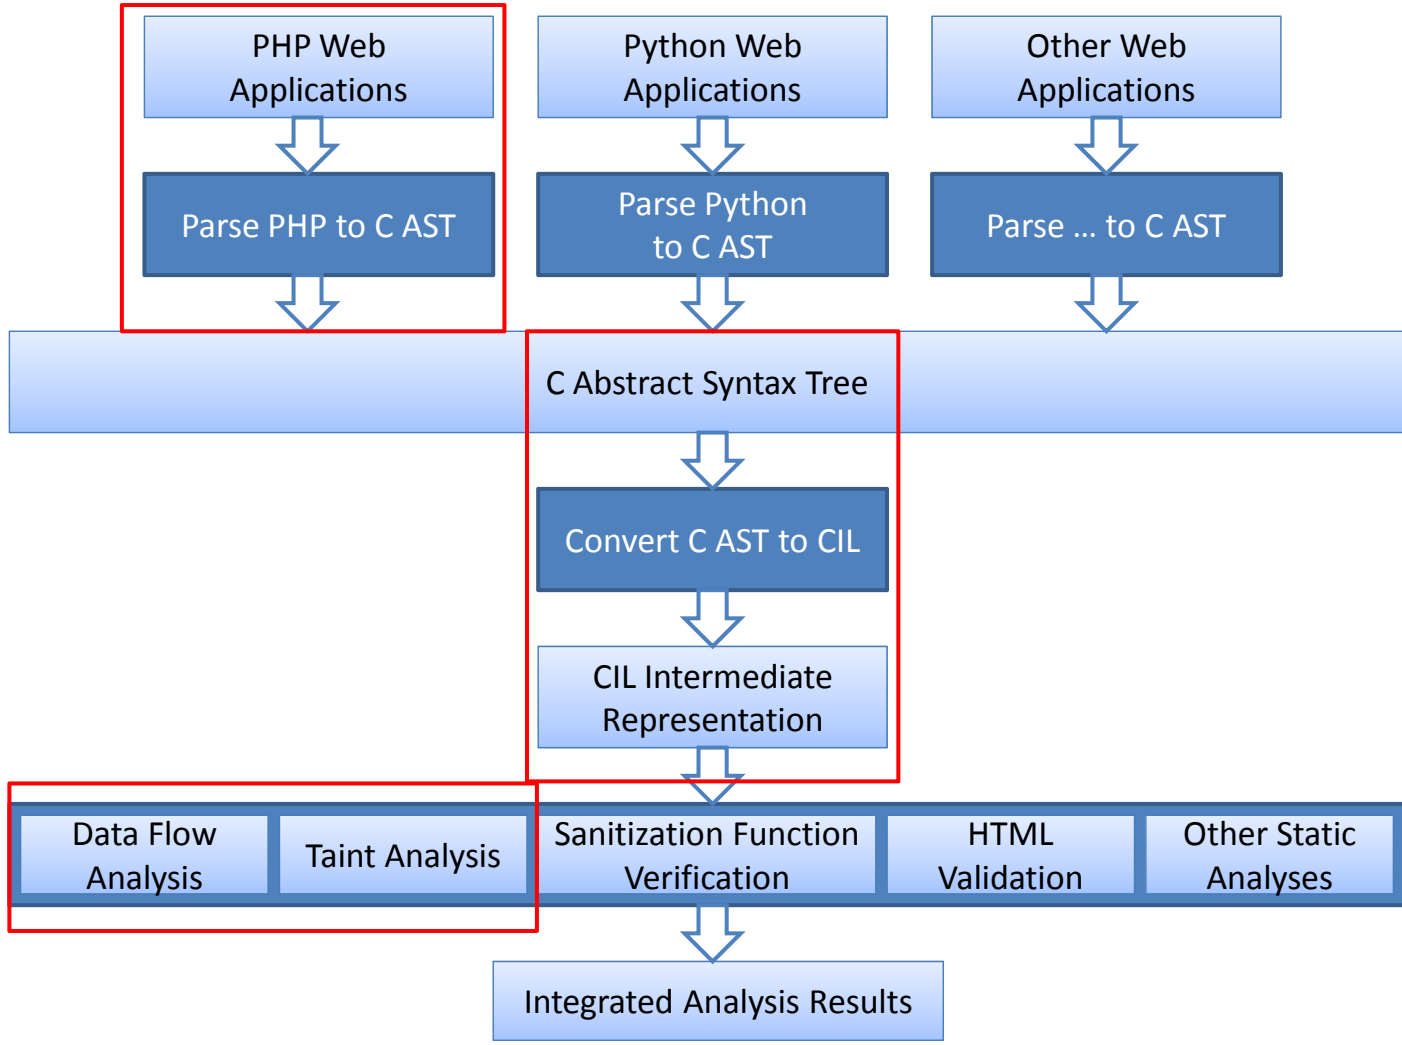 PHP Web
Applications
Python Web
Applications
Other Web
Applications
Parse PHP to C AST
Parse Python
to C AST
Parse ... to C AST
C Abstract Syntax Tree
Convert C AST to CIL
CIL Intermediate
Representation
Data Flow
Analysis
Taint Analysis
Sanitization Function
Verification
HTML
Validation
Other Static
Analyses
Integrated Analysis Results